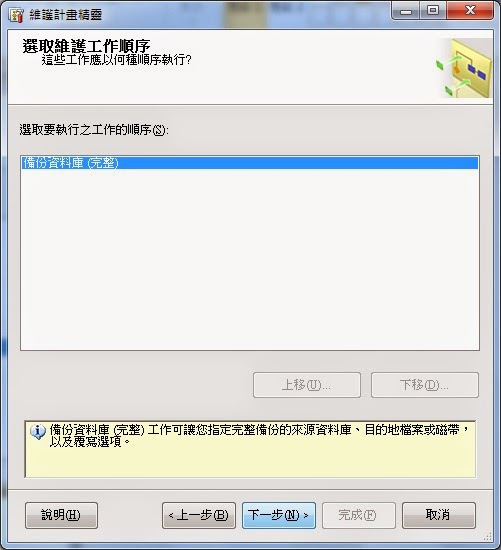 維護計畫精靈
選取維護工作順序
這些工作應以何種順序執行?
選取要執行之工作的順序(S):
備份資料庫 (完整)
上移(U)...
下移(D)...
備份資料庫 (完整) 工作可讓您指定完整備份的來源資料庫、目的地檔案或磁帶，
以及覆寫選項。
說明(H)
< 上一步(B)
下一步(N) >
完成(F)
取消